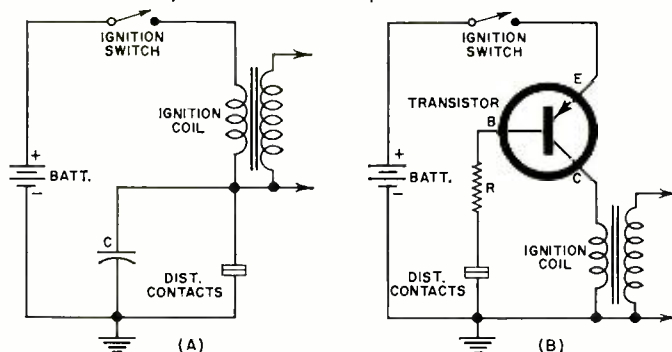 IGNITION
SWITCH
IGNITION
COIL
+
BATT.
-
C
DIST.
CONTACTS
(A)
IGNITION
SWITCH
E
TRANSISTOR
B
+
BATT.
-
R
C
IGNITION
COIL
DIST.
CONTACTS
(B)